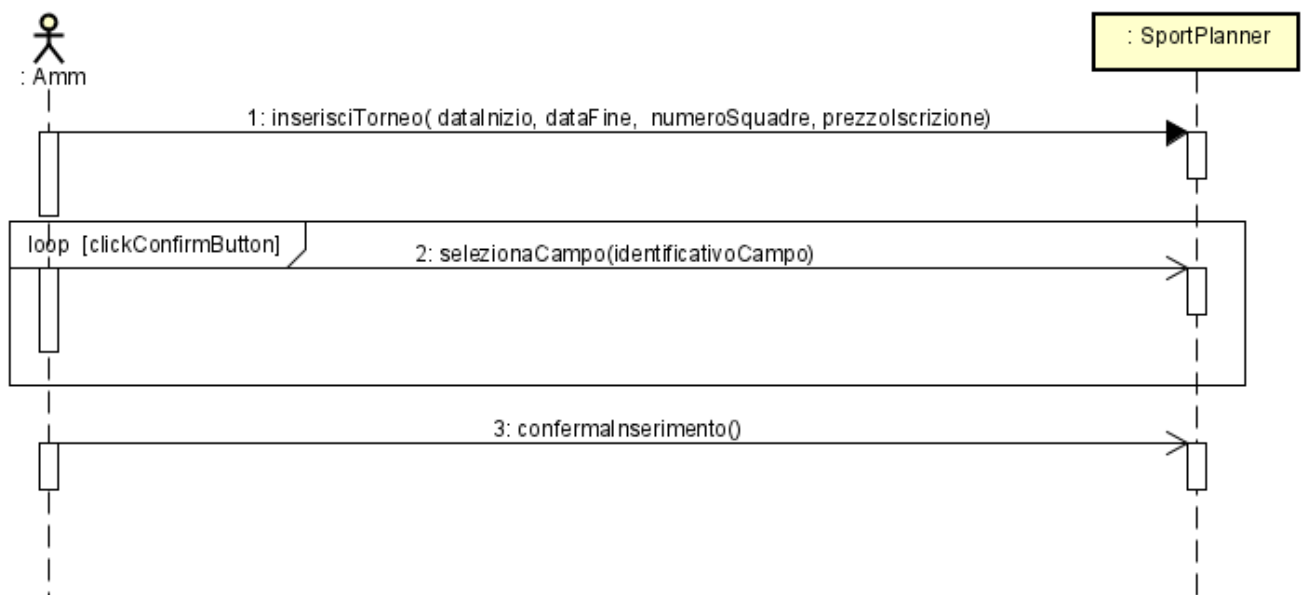 : Amm
: SportPlanner
1: inserisciTorneo( dataInizio, dataFine,  numeroSquadre, prezzoIscrizione)
loop  [clickConfirmButton]
2: selezionaCampo(identificativoCampo)
3: confermaInserimento()